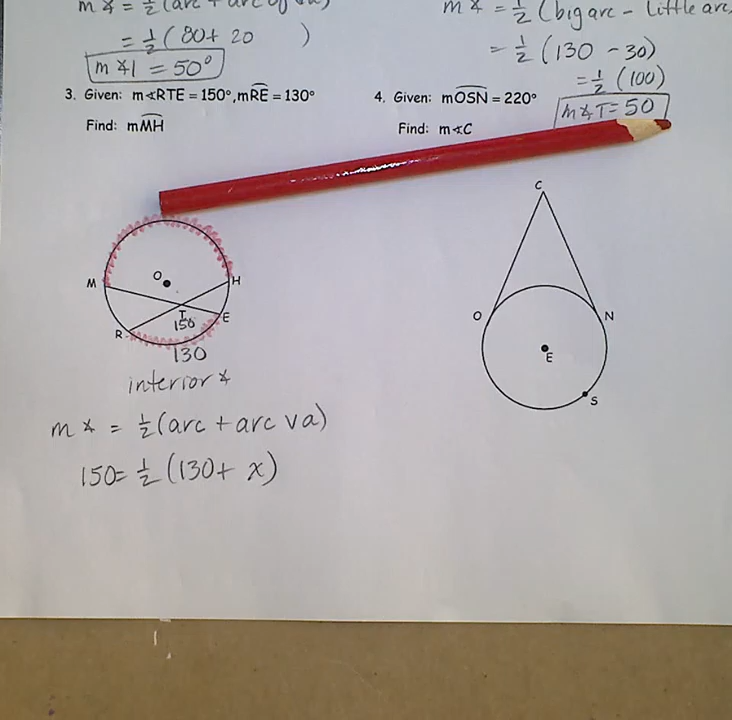 m∢ = ½(arc + arc of va)
= ½(80+ 20 )
m∢1 = 50°
m∢ = ½(big arc - little arc
= ½(130 - 30)
= ½(100)
m∢T = 50
3. Given: m∢RTE = 150°, mRE = 130°
Find: mMH
4. Given: mOSN = 220°
Find: m∢C
O
M
H
T
150
E
R
130
interior ∢
m∢ = ½(arc + arc va)
150 = ½(130+ x)
C
O
N
E
S